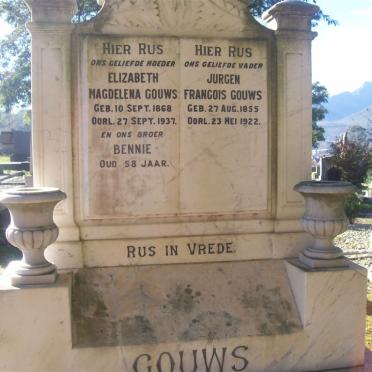 Hier Rus
ons geliefde moeder
Elizabeth
Magdelena Gouws
Geb. 10 Sept. 1868
Oorl. 27 Sept. 1937.
en ons broer
Bennie
Oud 58 Jaar.
Hier Rus
ons geliefde vader
Jurgen
Frangois Gouws
Geb. 27 Aug. 1855
Oorl. 23 Mei 1922.
Rus in Vrede.
GOUWS